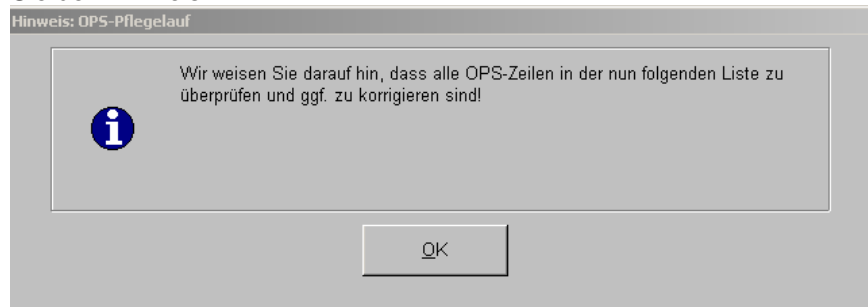 Hinweis: OPS-Pflegelauf
Wir weisen Sie darauf hin, dass alle OPS-Zeilen in der nun folgenden Liste zu
überprüfen und ggf. zu korrigieren sind!
OK